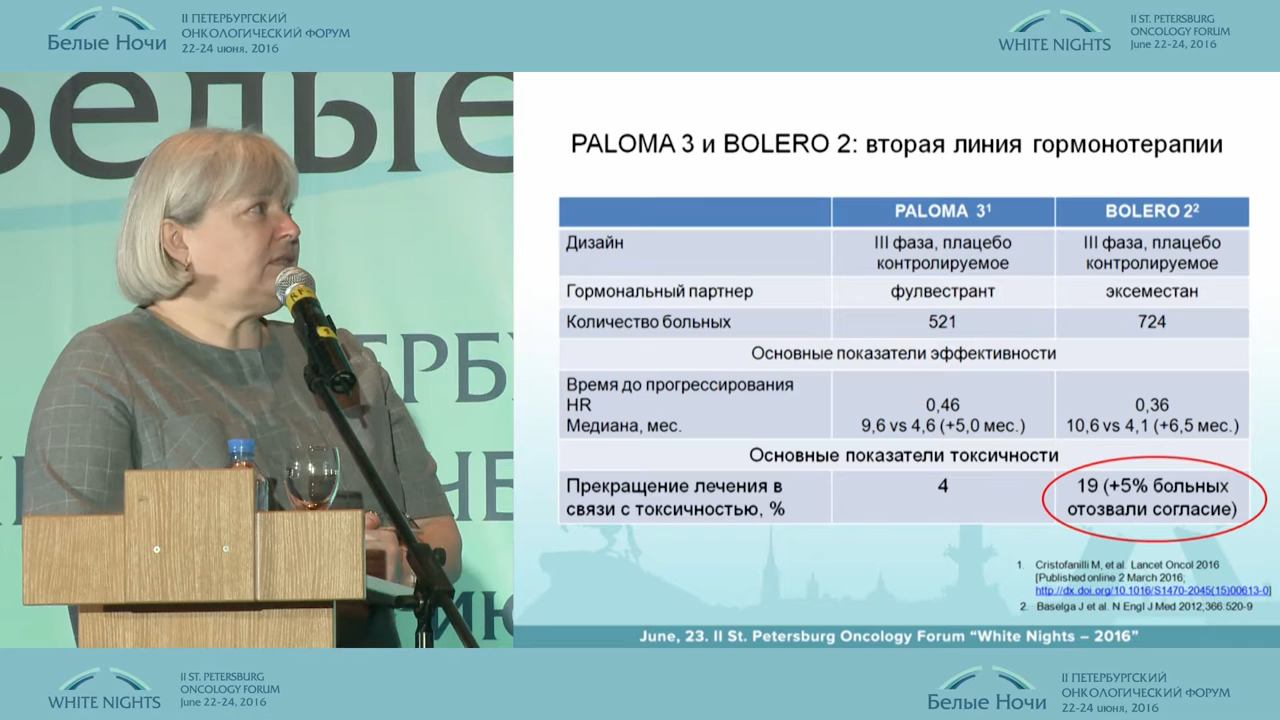 Белые Ночи
II ПЕТЕРБУРГСКИЙ
ОНКОЛОГИЧЕСКИЙ ФОРУМ
22-24 июня, 2016
WHITE NIGHTS
II ST. PETERSBURG
ONCOLOGY FORUM
June 22-24, 2016
белые
PALOMA 3 и BOLERO 2: вторая линия гормонотерапии
PALOMA 3¹ BOLERO 2²
Дизайн III фаза, плацебо контролируемое III фаза, плацебо контролируемое
Гормональный партнер фулвестрант эксеместан
Количество больных 521 724
Основные показатели эффективности
Время до прогрессирования
HR 0,46 0,36
Медиана, мес. 9,6 vs 4,6 (+5,0 мес.) 10,6 vs 4,1 (+6,5 мес.)
Основные показатели токсичности
Прекращение лечения в связи с токсичностью, % 4 19 (+5% больных отозвали согласие)
1. Cristofanilli M, et al. Lancet Oncol 2016
[Published online 2 March 2016;
http://dx.doi.org/10.1016/S1470-2045(15)00613-0]
2. Baselga J et al. N Engl J Med 2012;366:520-9
June, 23. II St. Petersburg Oncology Forum “White Nights – 2016”
WHITE NIGHTS
II ST. PETERSBURG
ONCOLOGY FORUM
June 22-24, 2016
Белые Ночи
II ПЕТЕРБУРГСКИЙ
ОНКОЛОГИЧЕСКИЙ ФОРУМ
22-24 июня, 2016